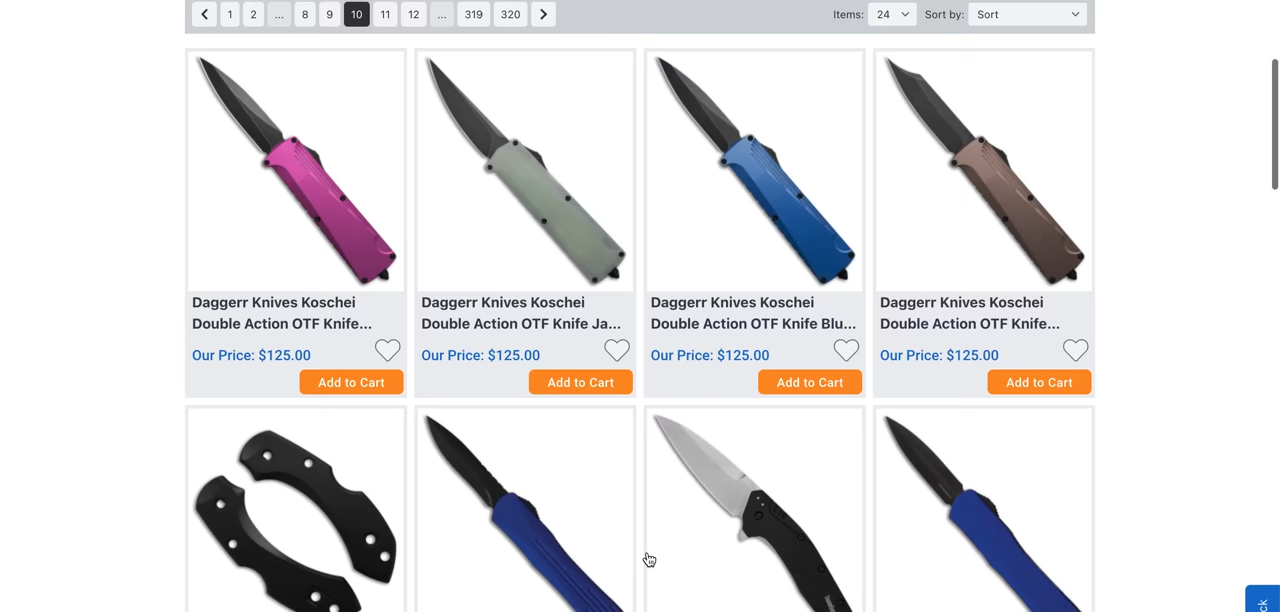 1 2 ... 8 9 10 11 12 ... 319 320 Items: 24 Sort by: Sort
Daggerr Knives Koschei Daggerr Knives Koschei Daggerr Knives Koschei Daggerr Knives Koschei
Double Action OTF Knife... Double Action OTF Knife Ja... Double Action OTF Knife Blu... Double Action OTF Knife...
Our Price: $125.00 Our Price: $125.00 Our Price: $125.00 Our Price: $125.00
Add to Cart Add to Cart Add to Cart Add to Cart